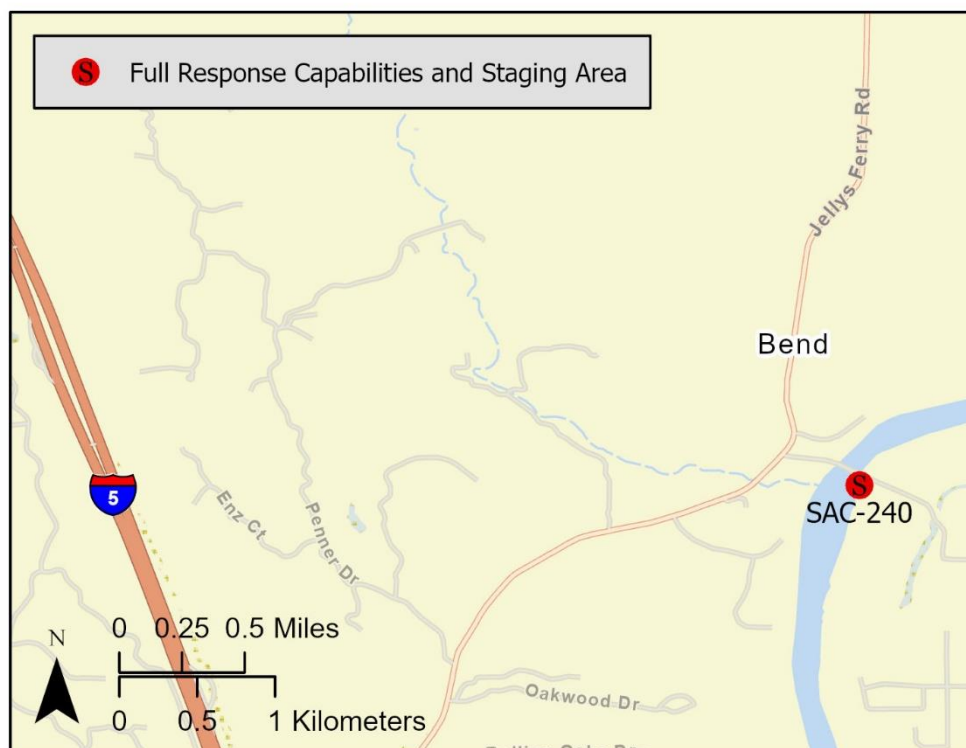 S Full Response Capabilities and Staging Area
Jellys Ferry Rd
Bend
5
S
SAC-240
Enz Ct
Penner Dr
N
0 0.25 0.5 Miles
0 0.5 1 Kilometers
Oakwood Dr